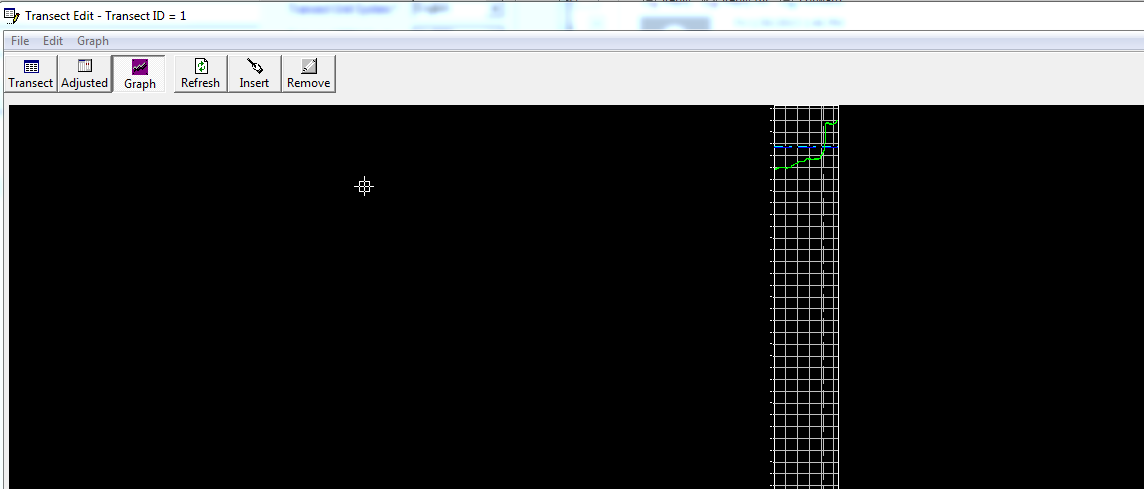 Transect Edit - Transect ID = 1
File Edit Graph
Transect Adjusted Graph Refresh Insert Remove